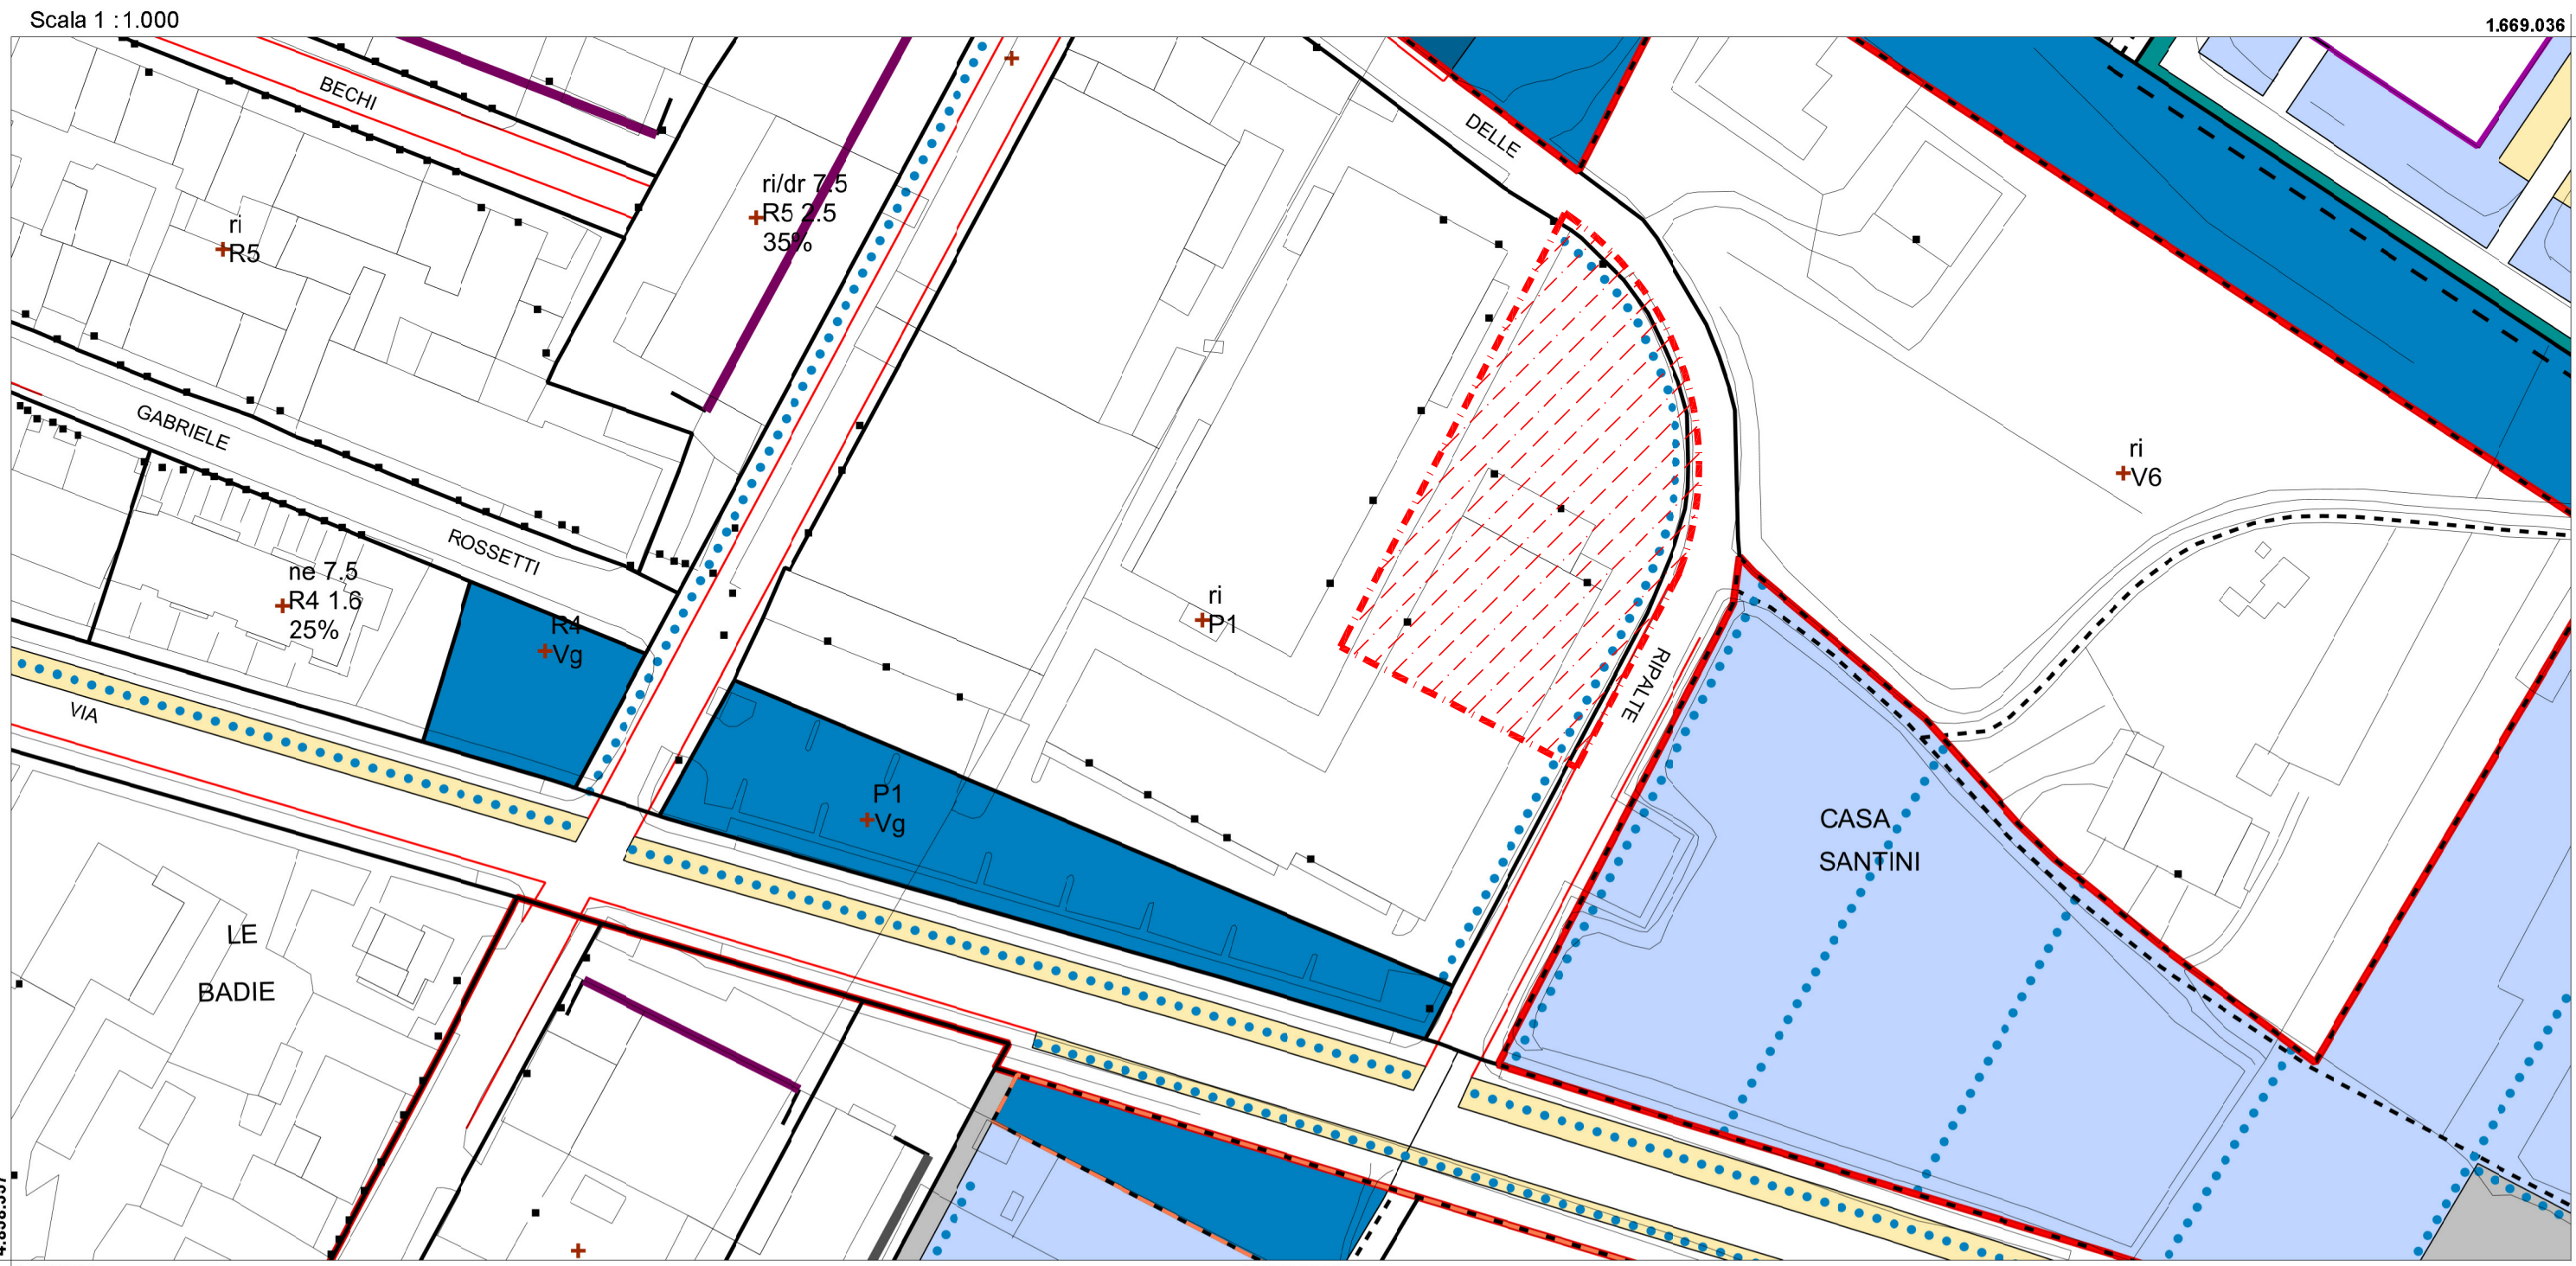 Scala 1 :1.000
1.669.036
BECHI
DELLE
ri/dr 7.5
R5 2.5
35%
ri
R5
GABRIELE
ROSSETTI
ri
V6
ne 7.5
R4 1.6
25%
R4
Vg
ri
P1
RIPALTE
VIA
P1
Vg
CASA
SANTINI
LE
BADIE